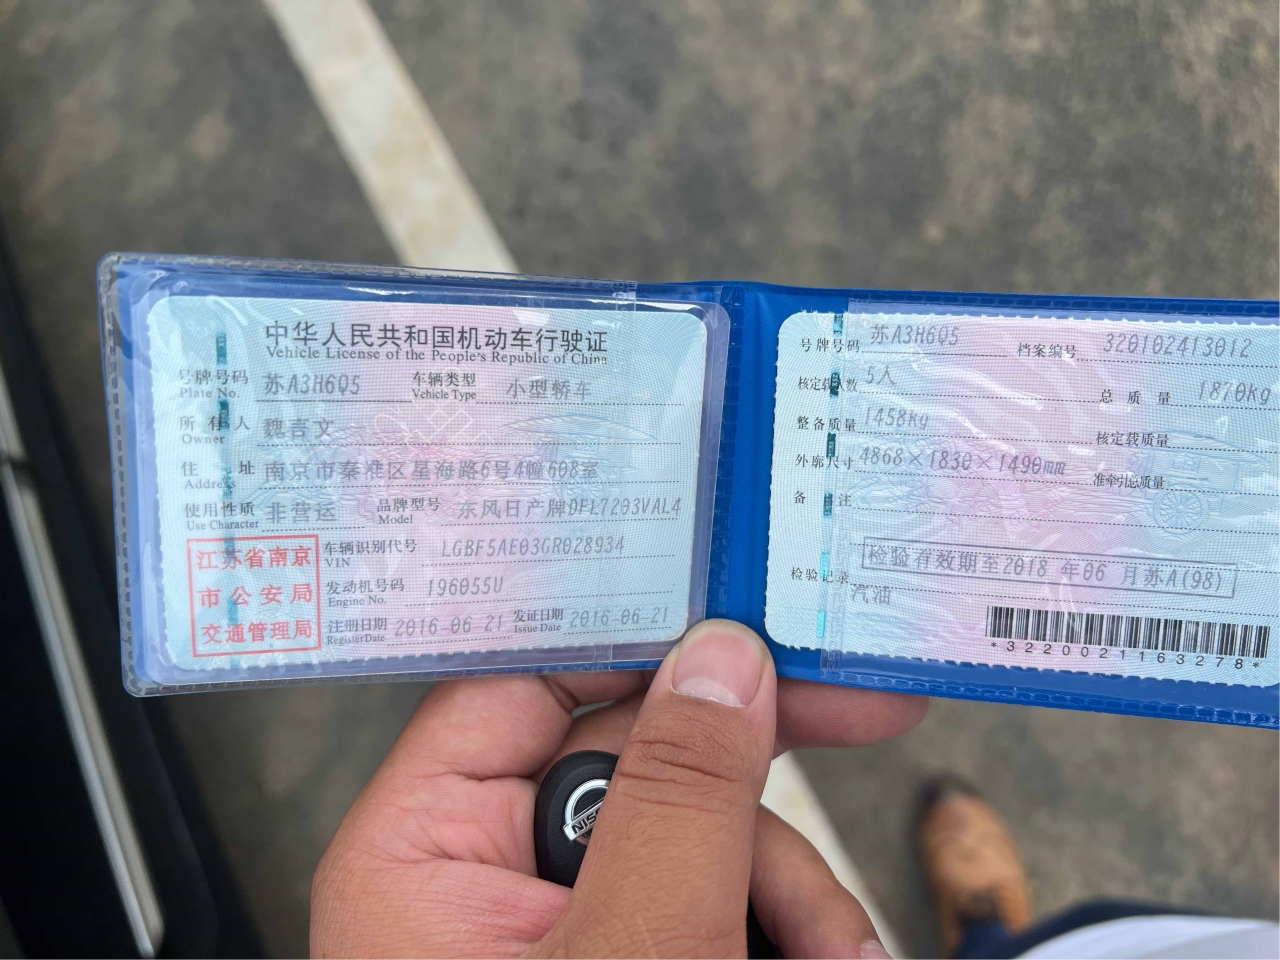 中华人民共和国机动车行驶证
Vehicle License of the People's Republic of China
号牌号码 苏A3H6Q5 车辆类型 小型轿车
Plate No. Vehicle Type
所有人 魏吉文
Owner
住址 南京市秦淮区星海路6号4幢608室
Address
使用性质 非营运 品牌型号 东风日产牌DFL7203VAL4
Use Character Model
江苏省南京
市公安局
交通管理局
车辆识别代号 LGBF5AE03GR028934
VIN
发动机号码 196055U
Engine No.
注册日期 2016-06-21 发证日期 2016-06-21
Register Date Issue Date
号牌号码 苏A3H6Q5 档案编号 320102413012
核定载人数 5人 总质量 1870kg
整备质量 1458kg 核定载质量
外廓尺寸 4868×1830×1490mm 准牵引总质量
备注
检验有效期至2018年06月苏A(98)
检验记录
汽油
*3220021163278*
NISS